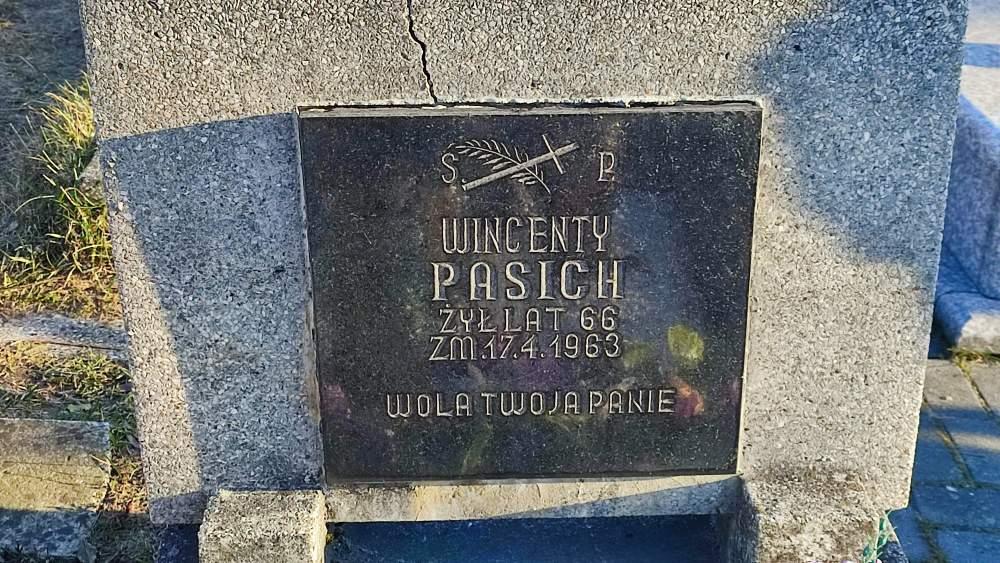 Ś. P.
WINCENTY
PASICH
ŻYŁ LAT 66
ZM.17.4.1963
WOLA TWOJA PANIE